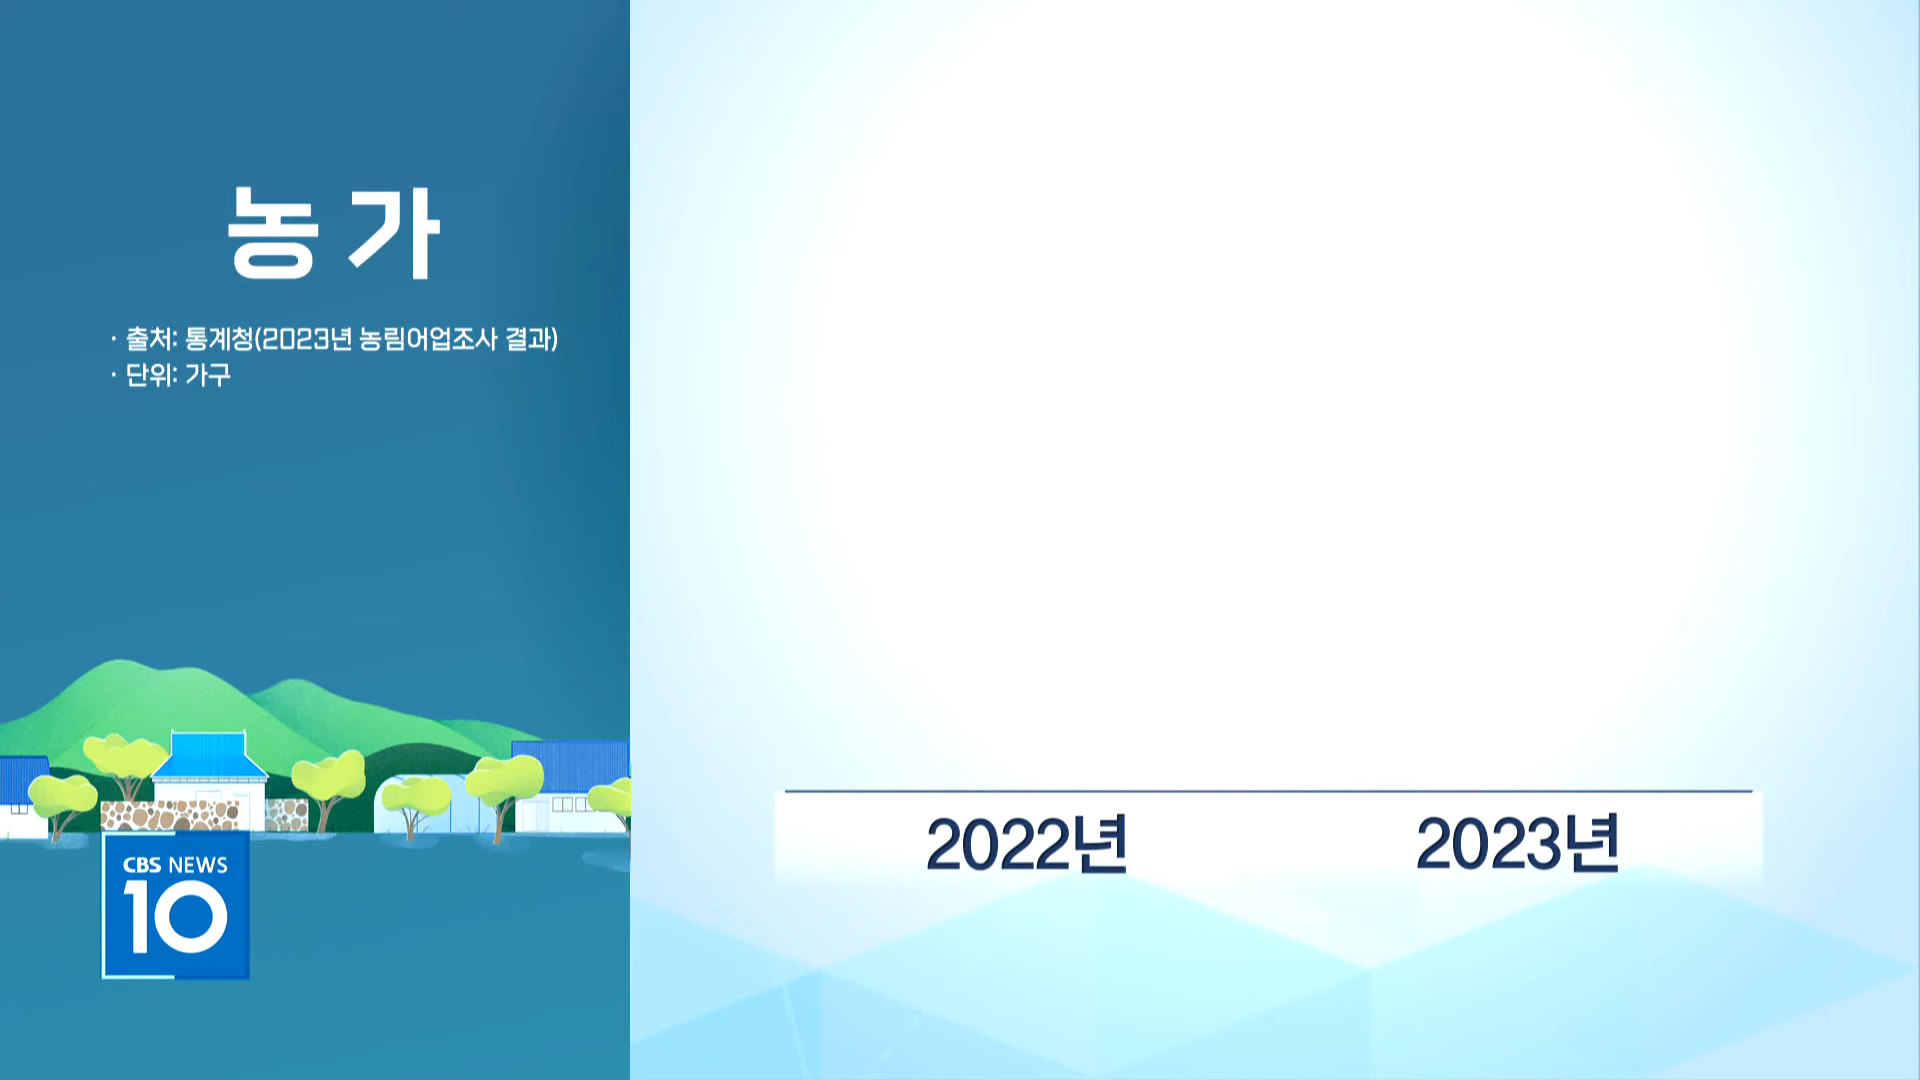 농가
· 출처: 통계청(2023년 농림어업조사 결과)
· 단위: 가구
2022년
2023년
CBS NEWS
10